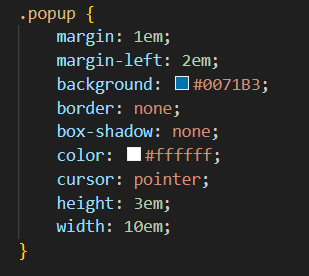 .popup {
margin: 1em;
margin-left: 2em;
background: #0071B3;
border: none;
box-shadow: none;
color: #ffffff;
cursor: pointer;
height: 3em;
width: 10em;
}